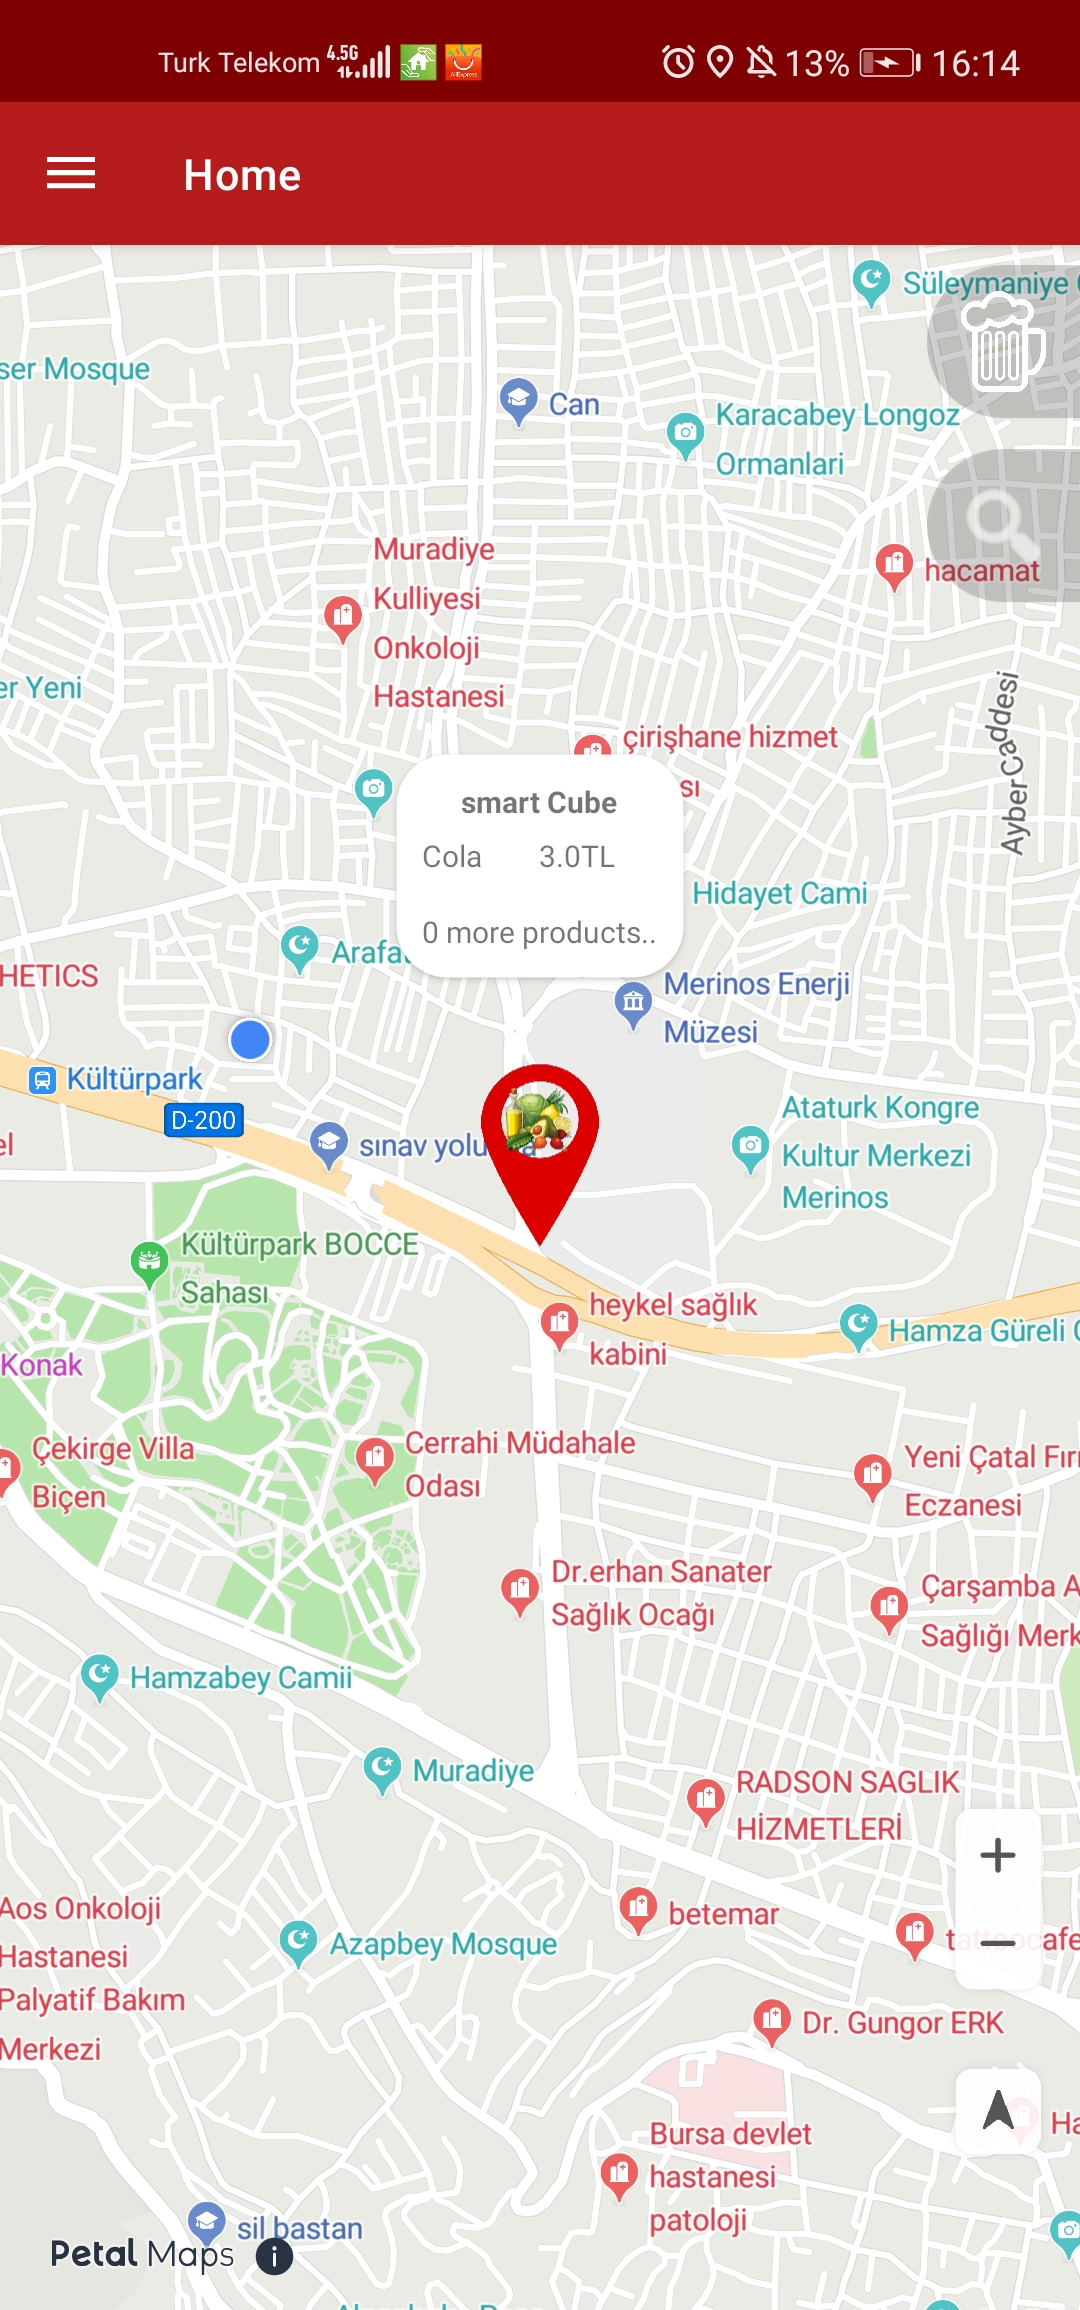 Turk Telekom 4.5G 13% 16:14
Home
Süleymaniye
ser Mosque
Can
Karacabey Longoz
Ormanlari
Muradiye
Kulliyesi
Onkoloji
Hastanesi
hacamat
er Yeni
Ayber Caddesi
çirişhane hizmet
sı
smart Cube
Cola 3.0TL
0 more products..
Hidayet Cami
Arafa
HETICS
Merinos Enerji
Müzesi
Kültürpark
D-200
el
sınav yolu
Ataturk Kongre
Kultur Merkezi
Merinos
Kültürpark BOCCE
Sahası
heykel sağlık
kabini
Hamza Güreli
Konak
Çekirge Villa
Biçen
Cerrahi Müdahale
Odası
Yeni Çatal Fır
Eczanesi
Dr.erhan Sanater
Sağlık Ocağı
Çarşamba A
Sağlığı Merk
Hamzabey Camii
Muradiye
RADSON SAGLIK
HİZMETLERİ
Aos Onkoloji
Hastanesi
Palyatif Bakım
Merkezi
Azapbey Mosque
betemar
tattoocafe
Dr. Gungor ERK
Ha
Bursa devlet
hastanesi
patoloji
sil bastan
Petal Maps